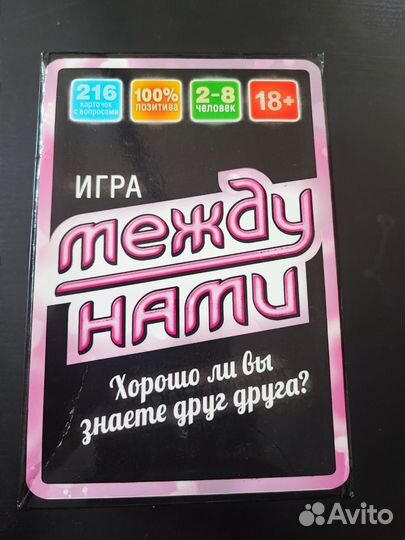 216
карточек
с вопросами
100%
позитива
2-8
человек
18+
ИГРА
между
нами
Хорошо ли вы
знаете друг друга?
Avito